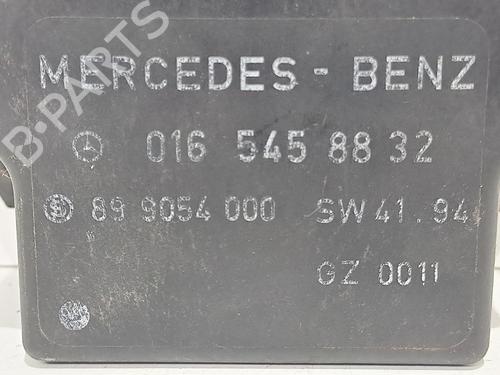 MERCEDES - BENZ
016 545 88 32
89 9054 000 SW 41.94
GZ 0011
B-PARTS